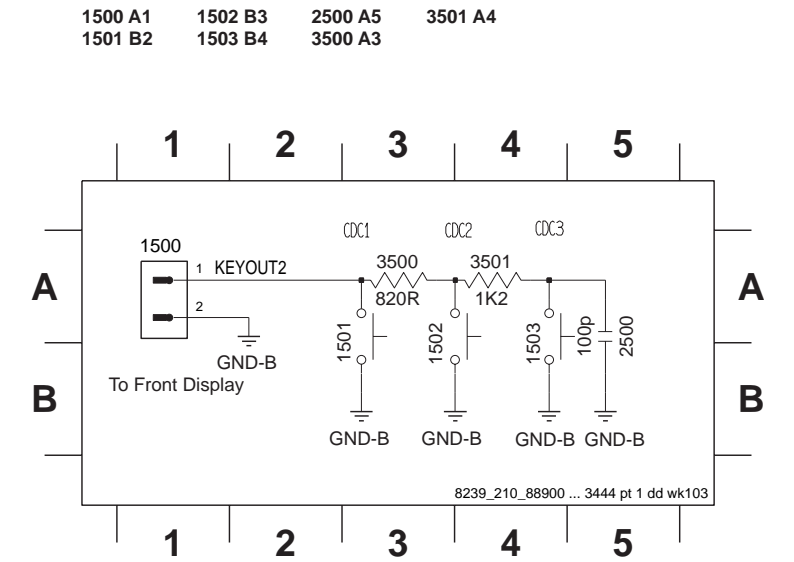 1500 A1 1502 B3 2500 A5 3501 A4
1501 B2 1503 B4 3500 A3
1 2 3 4 5
CDC1 CDC2 CDC3
1500
3500 3501
1 KEYOUT2
A A
820R 1K2
2
1501 1502 1503 100p 2500
GND-B
To Front Display
B B
GND-B GND-B GND-B GND-B
8239_210_88900 ... 3444 pt 1 dd wk103
1 2 3 4 5